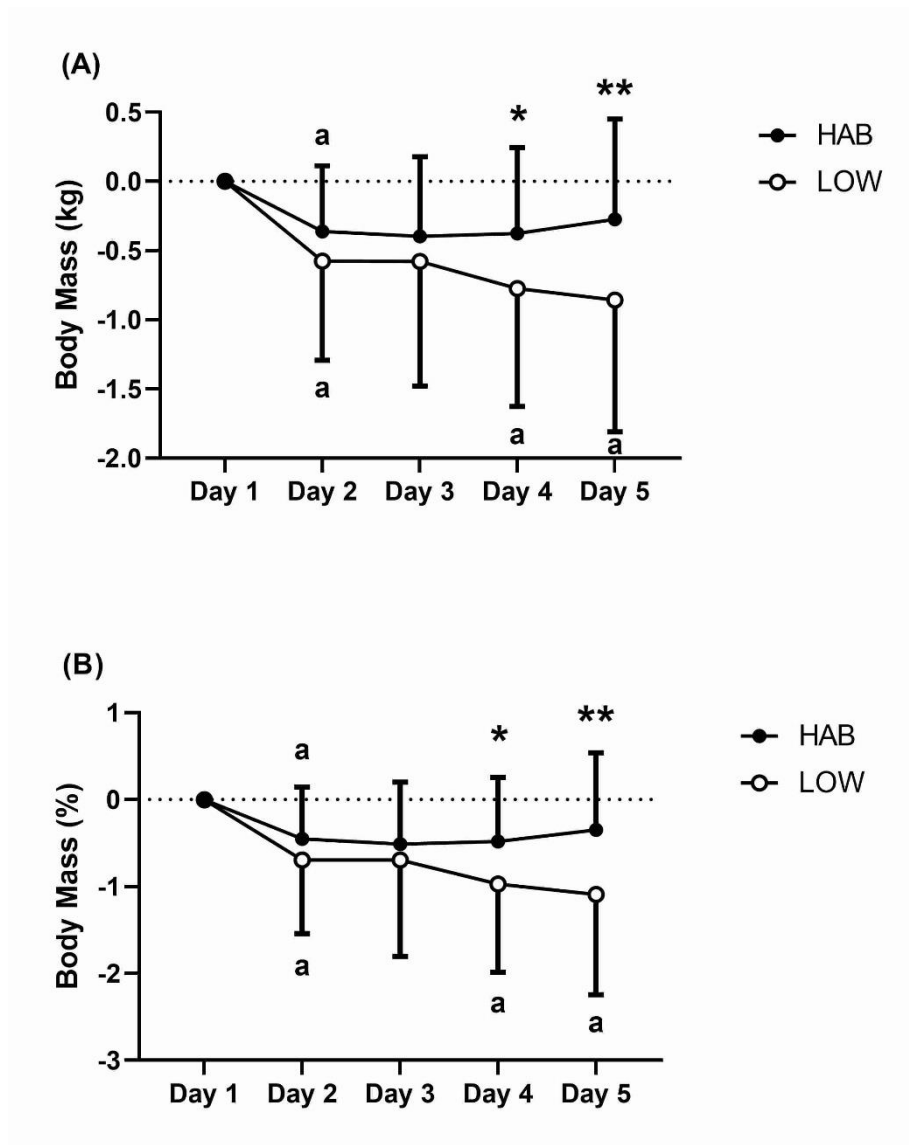 (A)
**
*
0.5
a
HAB
0.0
LOW
-0.5
-1.0
Body Mass (kg)
-1.5
a
a
a
-2.0
Day 1 Day 2 Day 3 Day 4 Day 5
(B)
1
*
**
a
HAB
0
LOW
-1
Body Mass (%)
-2
a
a
a
-3
Day 1 Day 2 Day 3 Day 4 Day 5